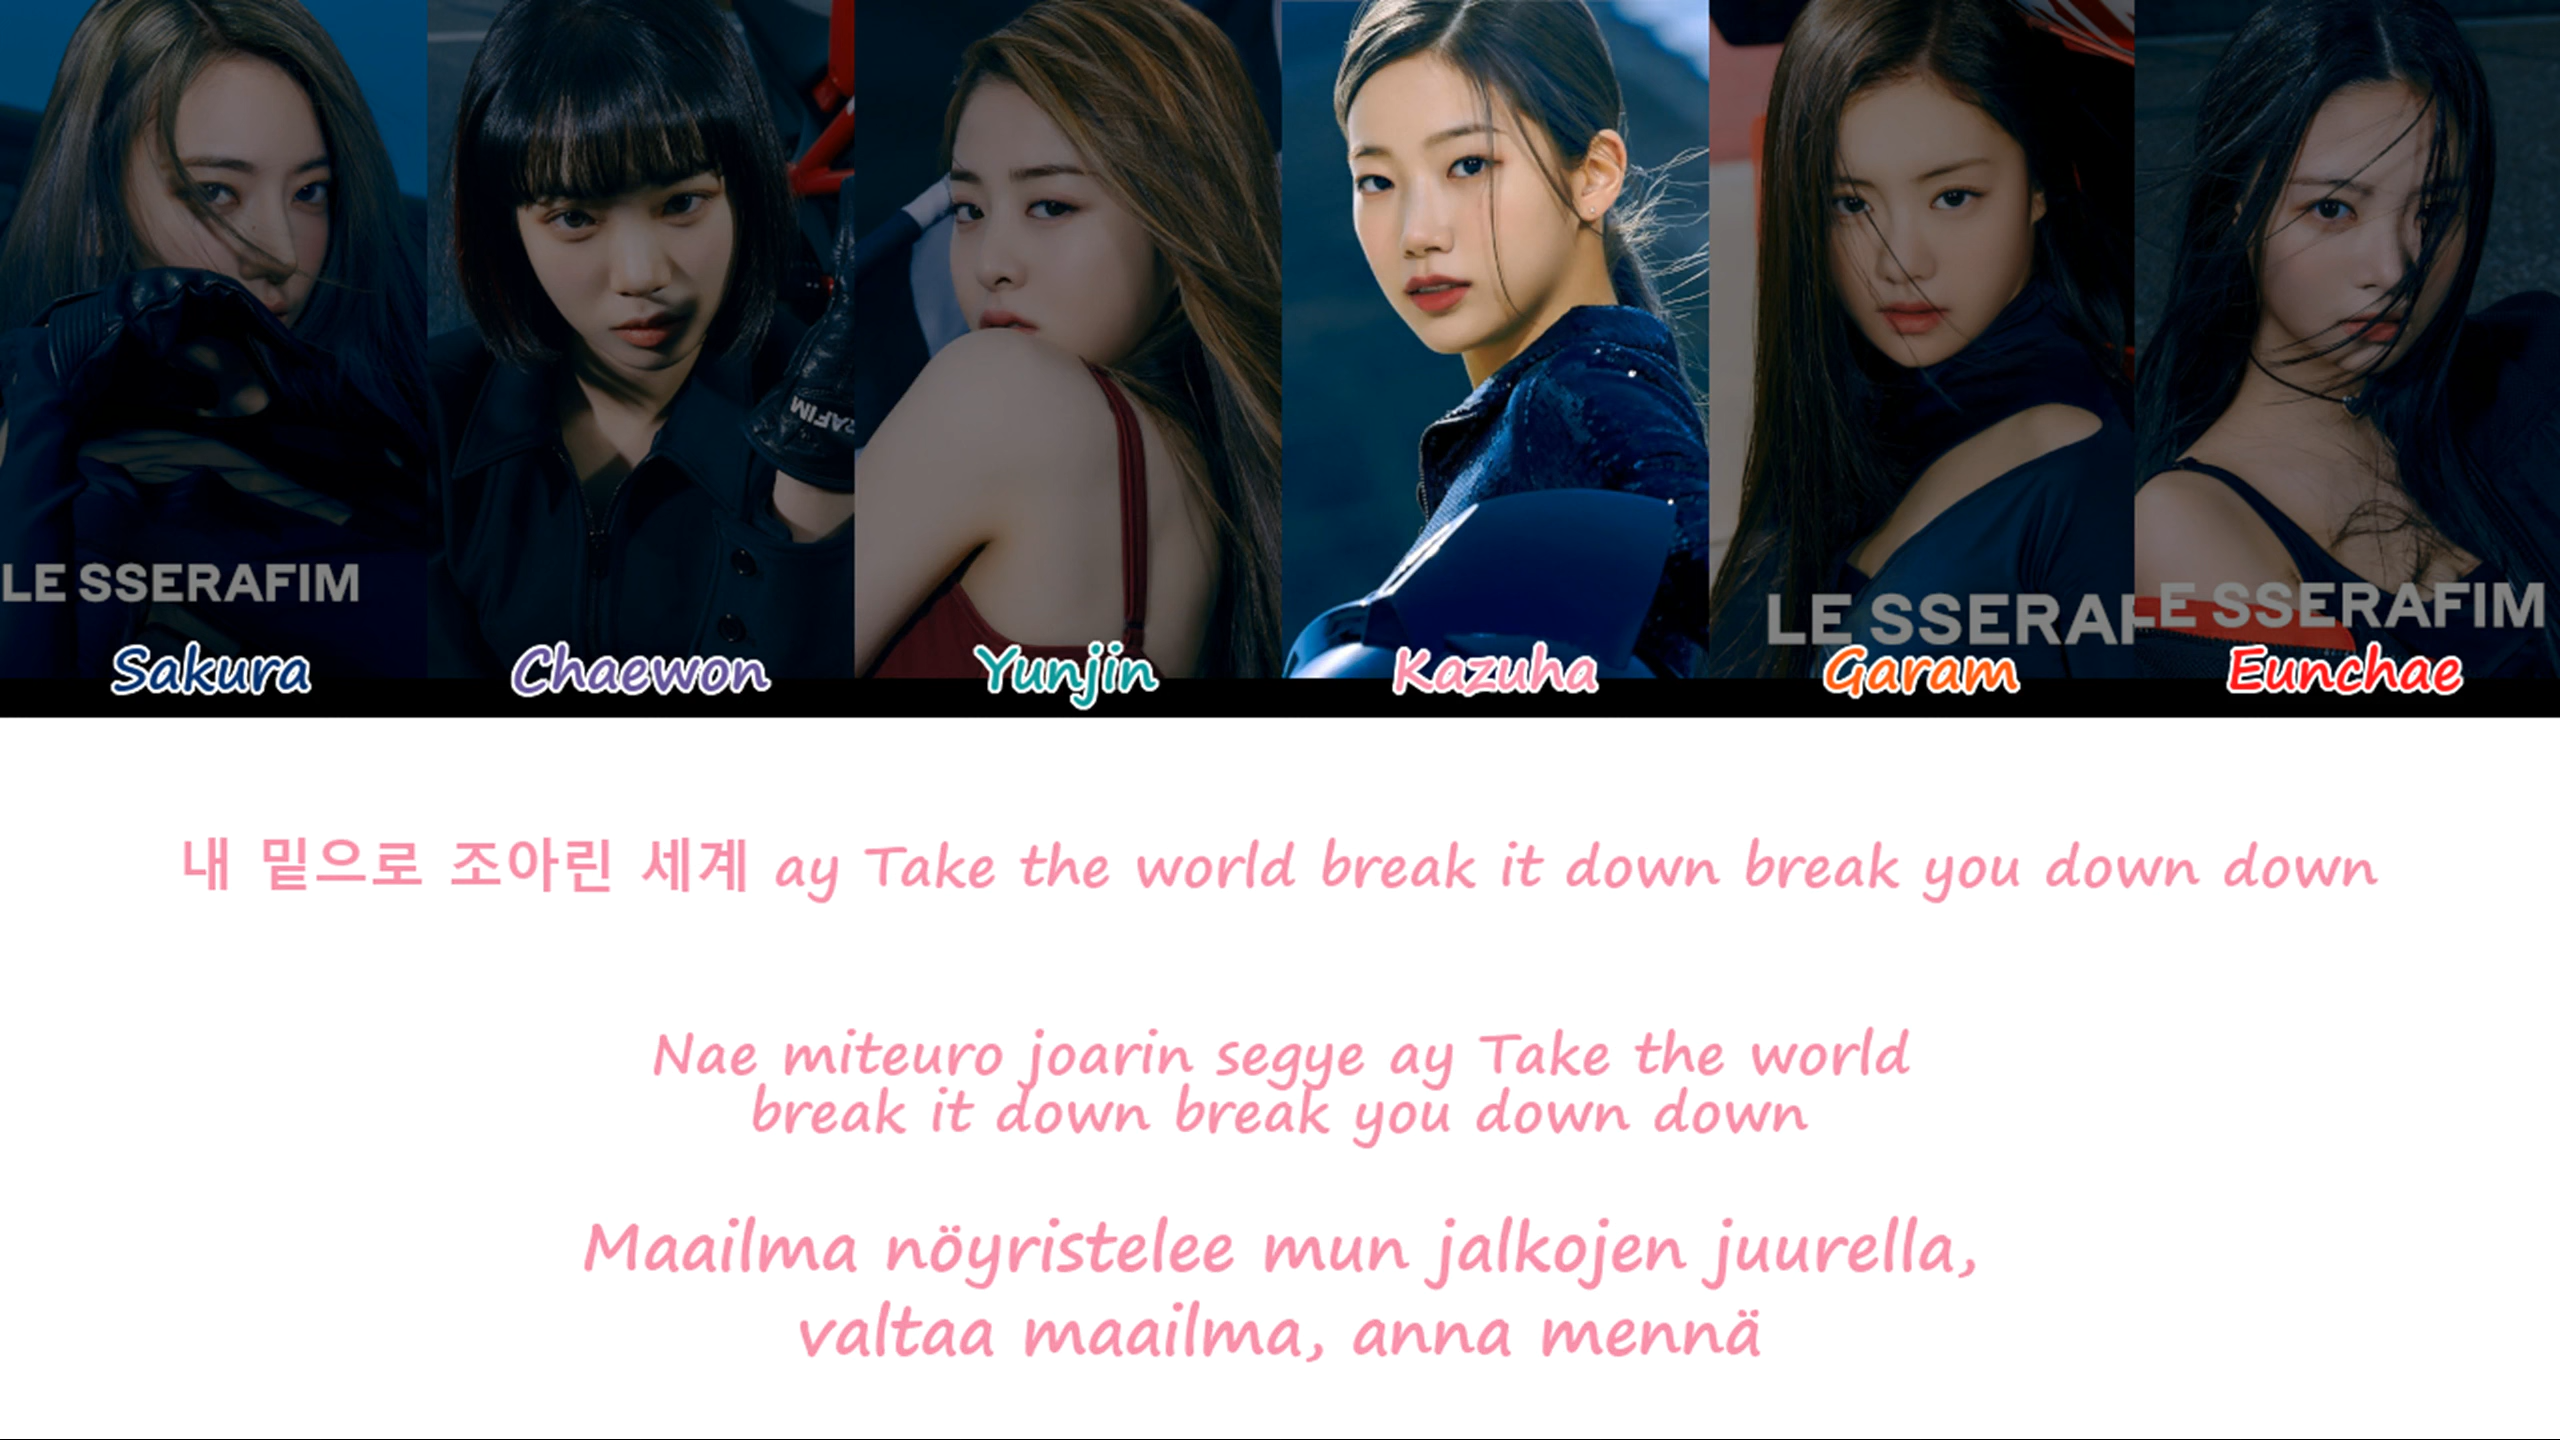 RAFIM
LE SSERAFIM
LE SSERAF
LE SSERAFIM
Sakura
Chaewon
Yunjin
Kazuha
Garam
Eunchae
내 밑으로 조아린 세계 ay Take the world break it down break you down down
Nae miteuro joarin segye ay Take the world
break it down break you down down
Maailma nöyristelee mun jalkojen juurella,
valtaa maailma, anna mennä